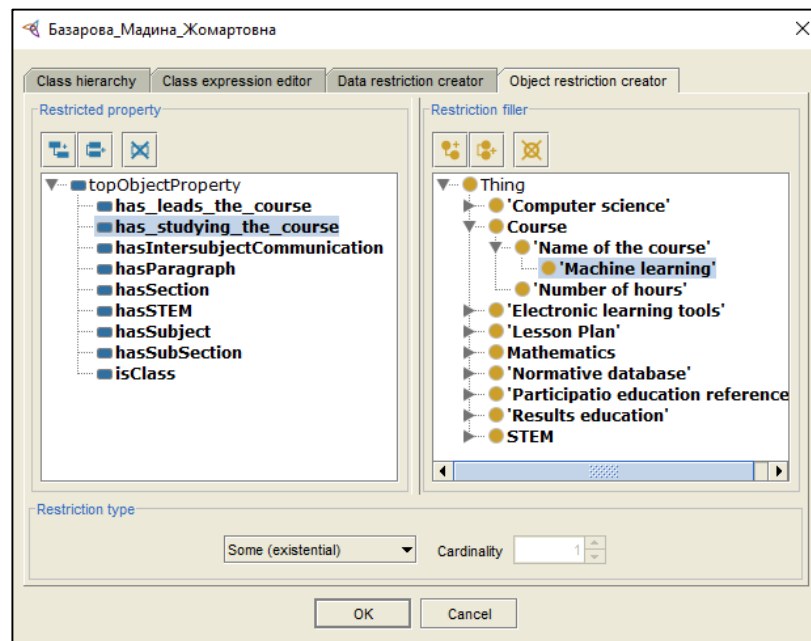 Базарова_Мадина_Жомартовна
Class hierarchy Class expression editor Data restriction creator Object restriction creator
Restricted property
topObjectProperty
has_leads_the_course
has_studying_the_course
hasIntersubjectCommunication
hasParagraph
hasSection
hasSTEM
hasSubject
hasSubSection
isClass
Restriction filler
Thing
'Computer science'
Course
'Name of the course'
'Machine learning'
'Number of hours'
'Electronic learning tools'
'Lesson Plan'
Mathematics
'Normative database'
'Participatio education reference
'Results education'
STEM
Restriction type
Some (existential) Cardinality 1
OK Cancel